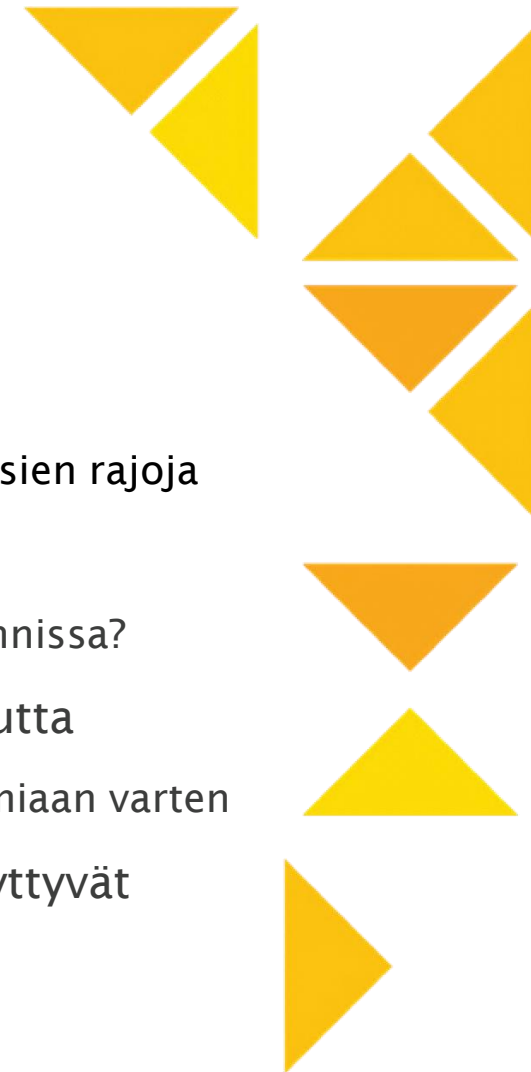 sien rajoja
nnissa?
utta
niaan varten
yttyvät